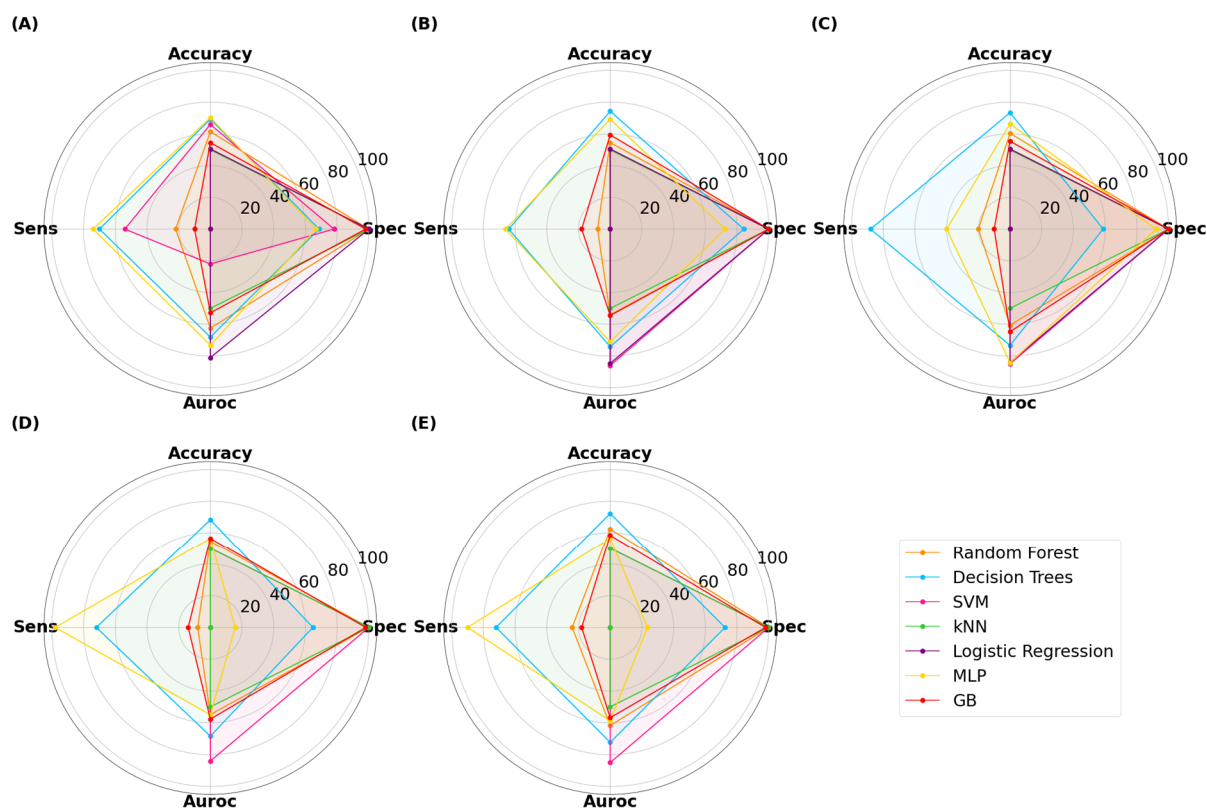 (A)
(B)
(C)
Accuracy
Accuracy
Accuracy
100
80
60
40
20
100
80
60
40
20
100
80
60
40
20
Sens
Spec
Sens
Spec
Sens
Spec
Auroc
Auroc
Auroc
(D)
(E)
Accuracy
Accuracy
100
80
60
40
20
100
80
60
40
20
Sens
Spec
Sens
Spec
Auroc
Auroc
Random Forest
Decision Trees
SVM
kNN
Logistic Regression
MLP
GB